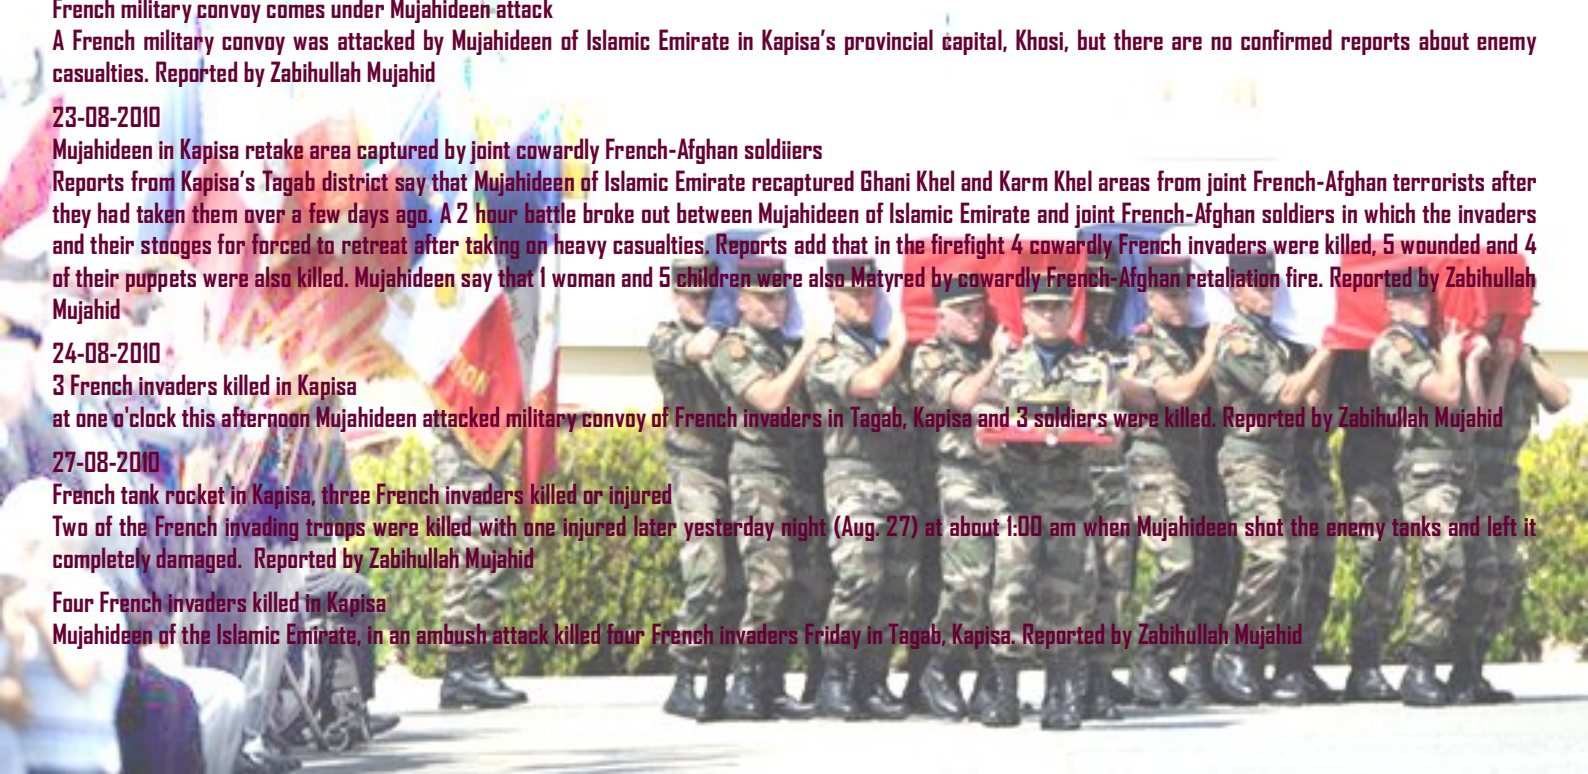 French military convoy comes under Mujahideen attack
A French military convoy was attacked by Mujahideen of Islamic Emirate in Kapisa's provincial capital, Khosi, but there are no confirmed reports about enemy
casualties. Reported by Zabihullah Mujahid
23-08-2010
Mujahideen in Kapisa retake area captured by joint cowardly French-Afghan soldiiers
Reports from Kapisa's Tagab district say that Mujahideen of Islamic Emirate recaptured Ghani Khel and Karm Khel areas from joint French-Afghan terrorists after
they had taken them over a few days ago. A 2 hour battle broke out between Mujahideen of Islamic Emirate and joint French-Afghan soldiers in which the invaders
and their stooges for forced to retreat after taking on heavy casualties. Reports add that in the firefight 4 cowardly French invaders were killed, 5 wounded and 4
of their puppets were also killed. Mujahideen say that 1 woman and 5 children were also Matyred by cowardly French-Afghan retaliation fire. Reported by Zabihullah
Mujahid
24-08-2010
3 French invaders killed in Kapisa
at one o'clock this afternoon Mujahideen attacked military convoy of French invaders in Tagab, Kapisa and 3 soldiers were killed. Reported by Zabihullah Mujahid
27-08-2010
French tank rocket in Kapisa, three French invaders killed or injured
Two of the French invading troops were killed with one injured later yesterday night (Aug. 27) at about 1:00 am when Mujahideen shot the enemy tanks and left it
completely damaged. Reported by Zabihullah Mujahid
Four French invaders killed in Kapisa
Mujahideen of the Islamic Emirate, in an ambush attack killed four French invaders Friday in Tagab, Kapisa. Reported by Zabihullah Mujahid